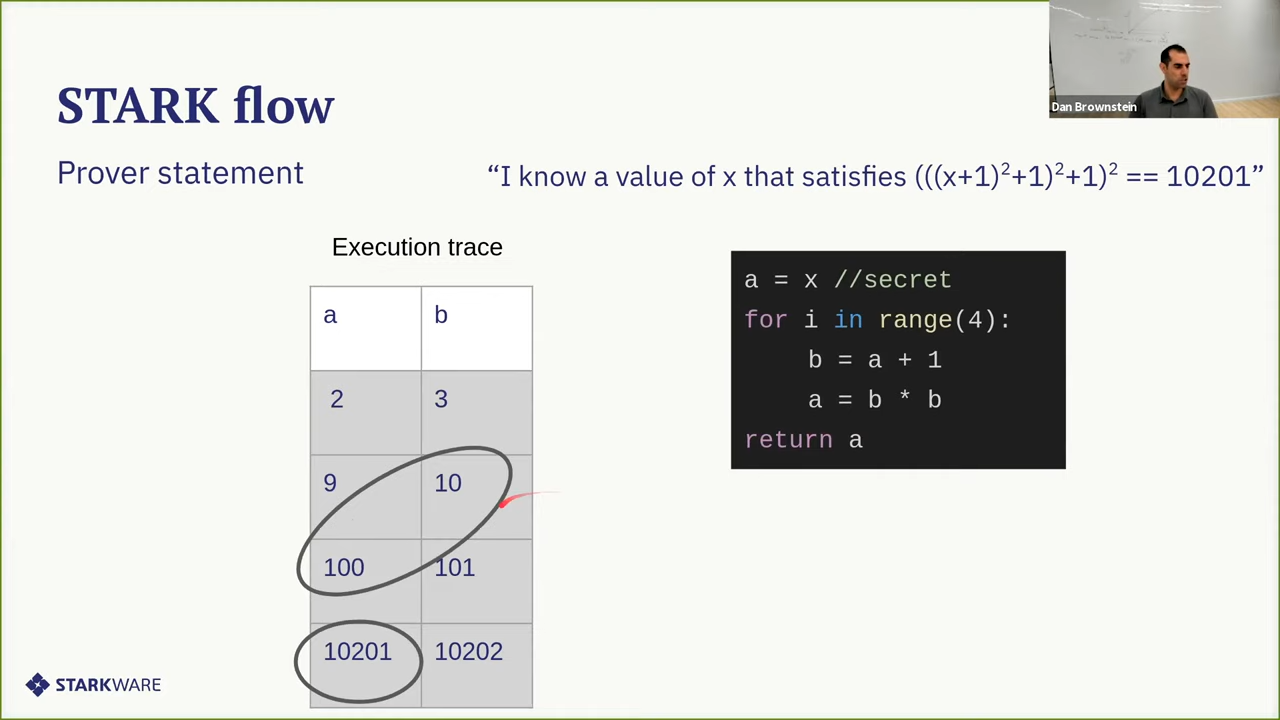 Dan Brownstein
STARK flow
Prover statement
“I know a value of x that satisfies (((x+1)²+1)²+1)² == 10201”
Execution trace
a b
2 3
9 10
100 101
10201 10202
a = x //secret
for i in range(4):
b = a + 1
a = b * b
return a
STARKWARE